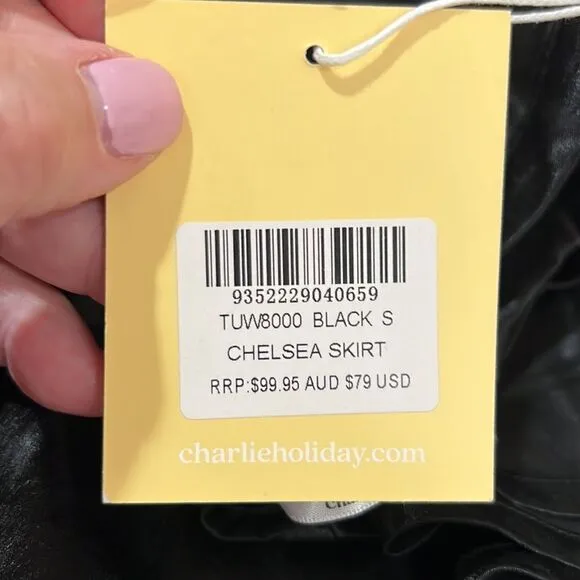 9352229040659
TUW8000 BLACK S
CHELSEA SKIRT
RRP:$99.95 AUD $79 USD
charlieholiday.com